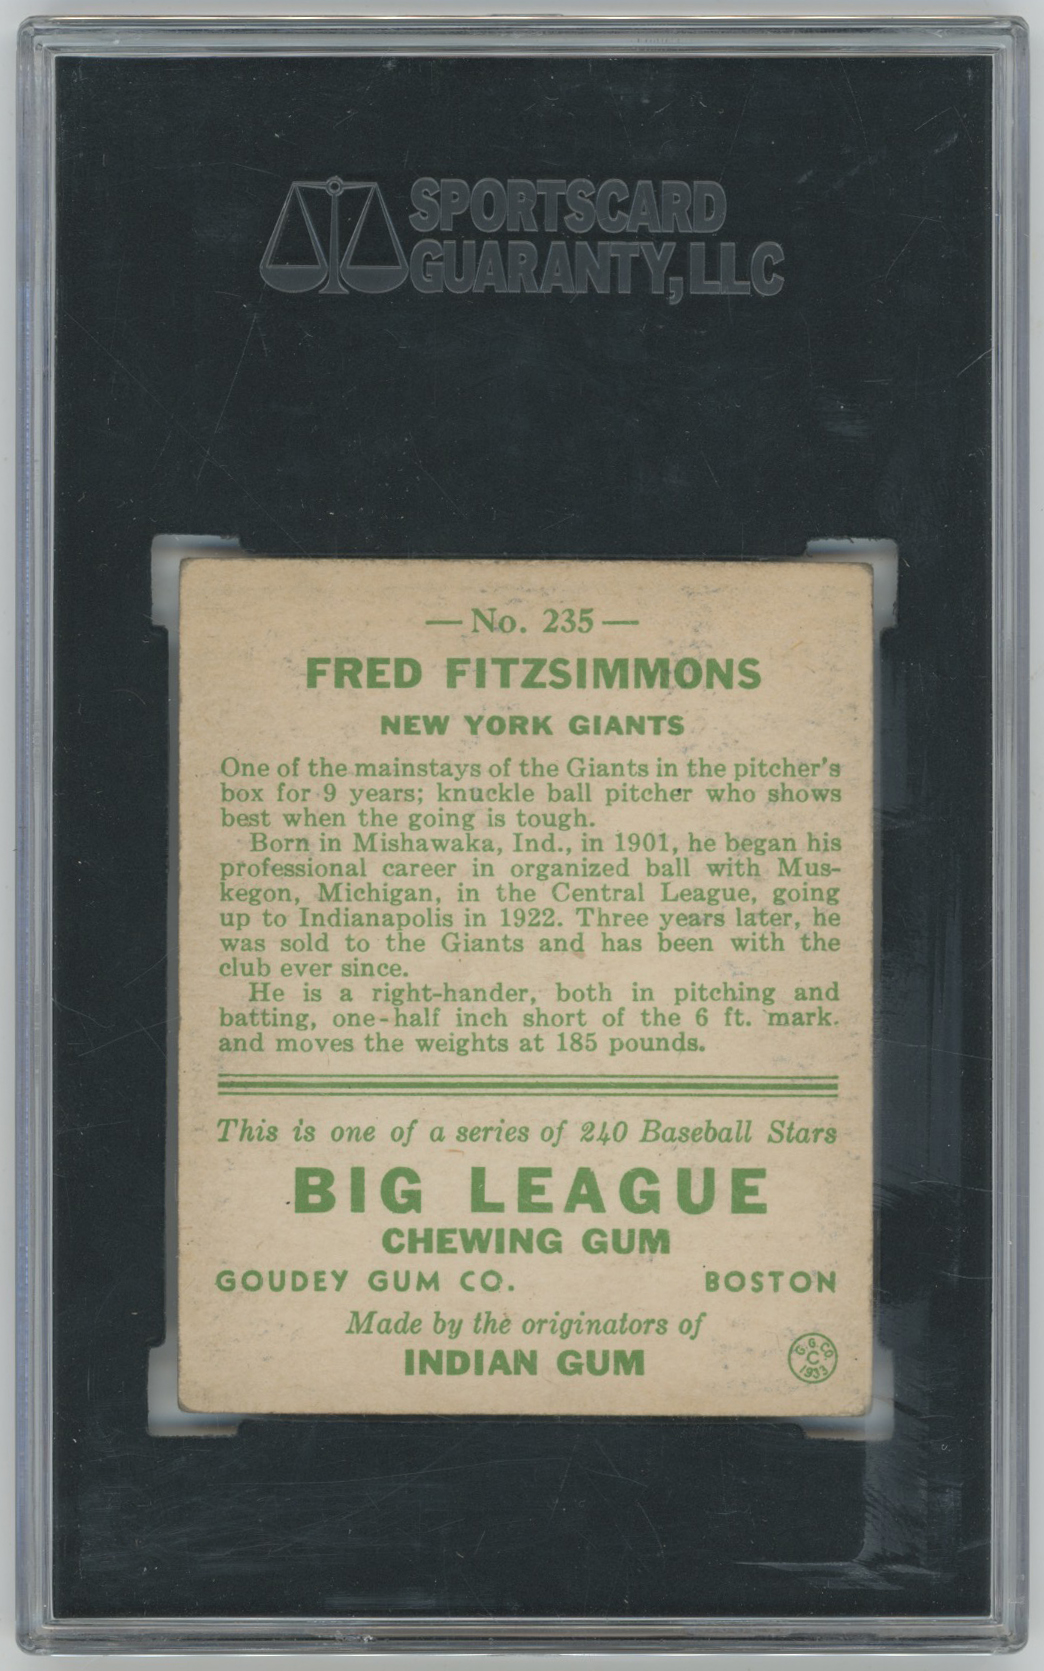 SPORTSCARD
GUARANTY, LLC
— No. 235 —
FRED FITZSIMMONS
NEW YORK GIANTS
One of the mainstays of the Giants in the pitcher's
box for 9 years; knuckle ball pitcher who shows
best when the going is tough.
Born in Mishawaka, Ind., in 1901, he began his
professional career in organized ball with Mus-
kegon, Michigan, in the Central League, going
up to Indianapolis in 1922. Three years later, he
was sold to the Giants and has been with the
club ever since.
He is a right-hander, both in pitching and
batting, one-half inch short of the 6 ft. mark.
and moves the weights at 185 pounds.
This is one of a series of 240 Baseball Stars
BIG LEAGUE
CHEWING GUM
GOUDEY GUM CO. BOSTON
Made by the originators of
INDIAN GUM
G. G. CO.
C
1933